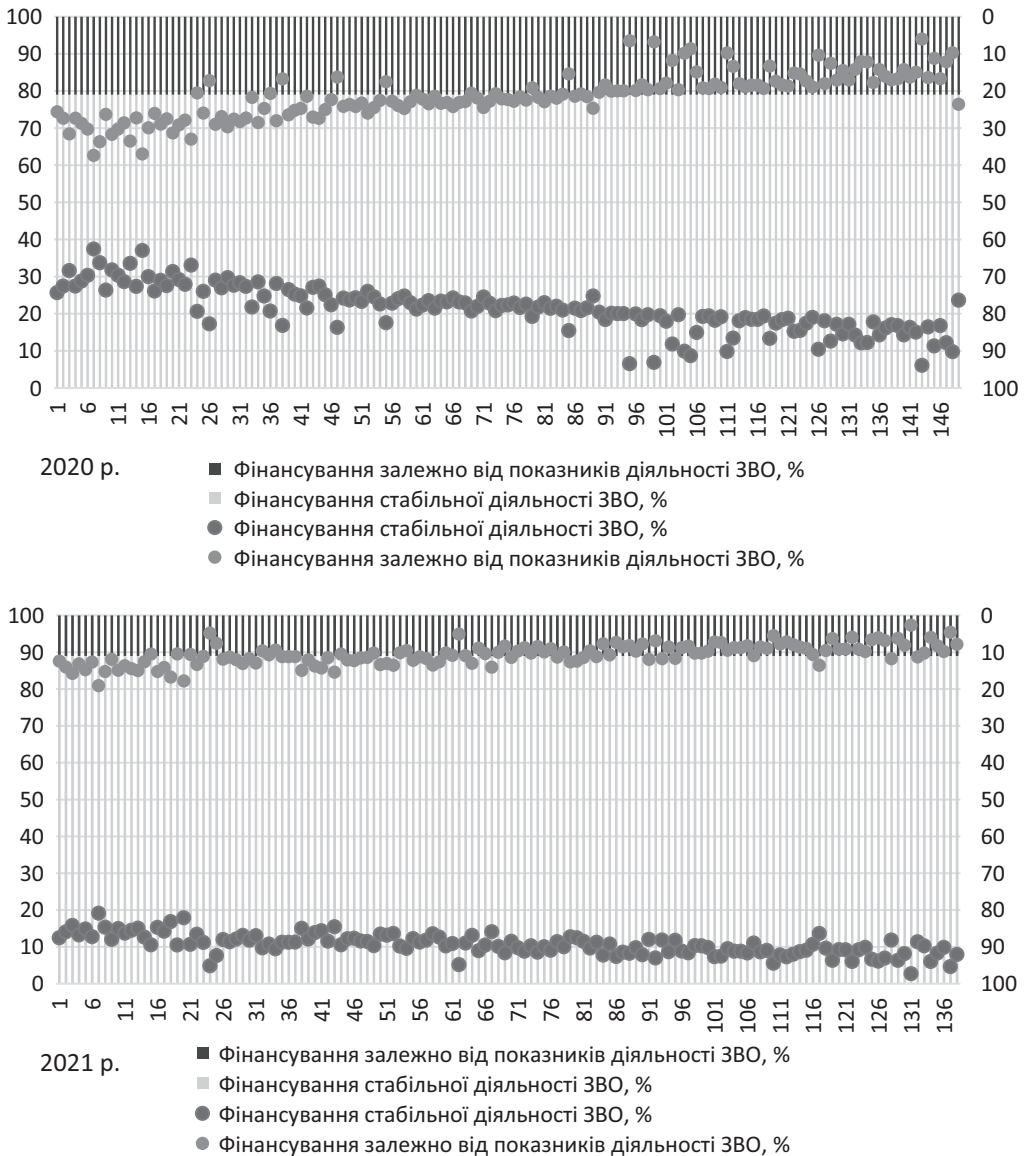 100 0
90 10
80 20
70 30
60 40
50 50
40 60
30 70
20 80
10 90
0 100
1 6 11 16 21 26 31 36 41 46 51 56 61 66 71 76 81 86 91 96 101 106 111 116 121 126 131 136 141 146
2020 р.
Фінансування залежно від показників діяльності ЗВО, %
Фінансування стабільної діяльності ЗВО, %
Фінансування стабільної діяльності ЗВО, %
Фінансування залежно від показників діяльності ЗВО, %
100 0
90 10
80 20
70 30
60 40
50 50
40 60
30 70
20 80
10 90
0 100
1 6 11 16 21 26 31 36 41 46 51 56 61 66 71 76 81 86 91 96 101 106 111 116 121 126 131 136
2021 р.
Фінансування залежно від показників діяльності ЗВО, %
Фінансування стабільної діяльності ЗВО, %
Фінансування стабільної діяльності ЗВО, %
Фінансування залежно від показників діяльності ЗВО, %